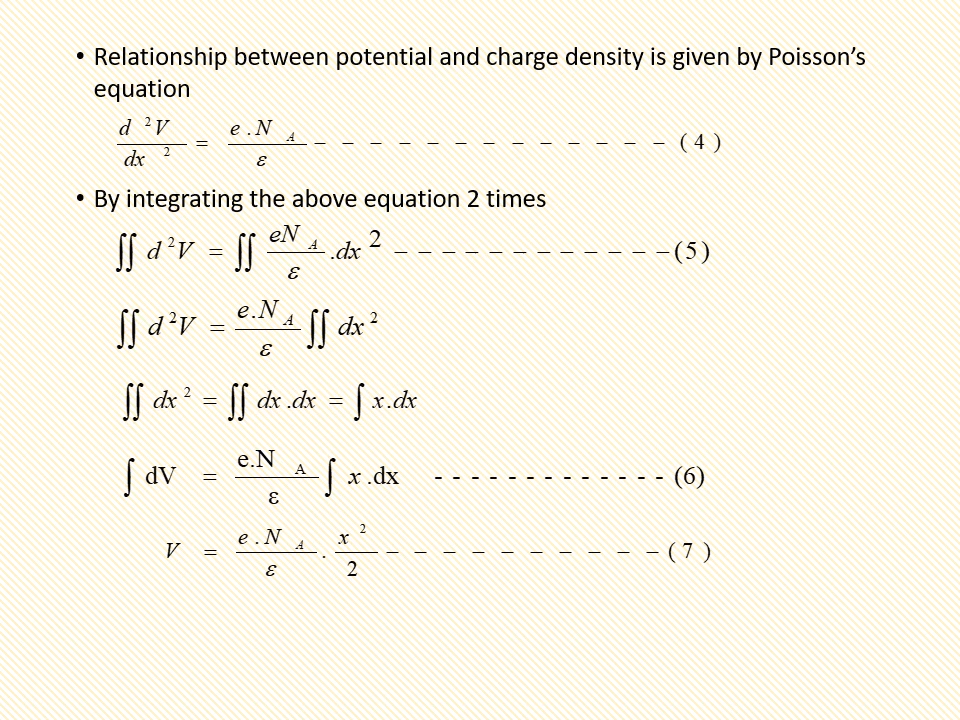 • Relationship between potential and charge density is given by Poisson’s
equation
d²V/dx² = e.N_A/ε – – – – – – – – – – – – – (4)
• By integrating the above equation 2 times
∬ d²V = ∬ eN_A/ε .dx² – – – – – – – – – – – – (5)
∬ d²V = e.N_A/ε ∬ dx²
∬ dx² = ∬ dx.dx = ∫ x.dx
∫ dV = e.N_A/ε ∫ x.dx - - - - - - - - - - - - - (6)
V = e.N_A/ε . x²/2 – – – – – – – – – – (7)